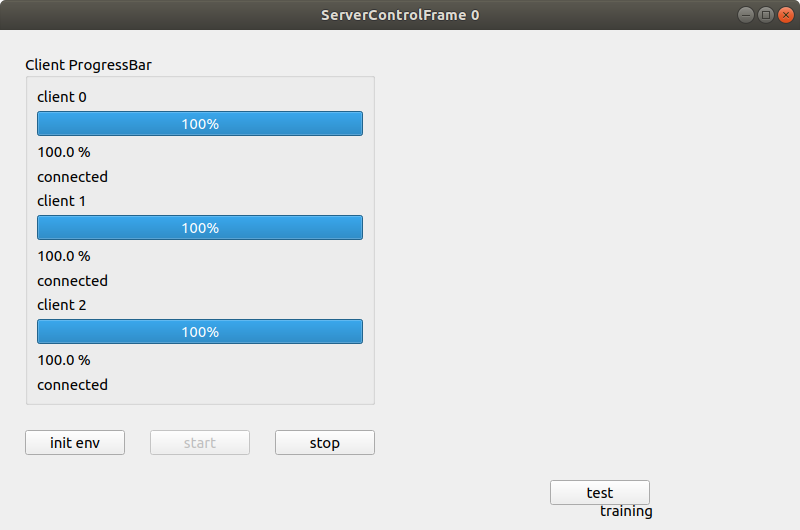 ServerControlFrame 0
Client ProgressBar
client 0
100%
100.0 %
connected
client 1
100%
100.0 %
connected
client 2
100%
100.0 %
connected
init env start stop
test
training